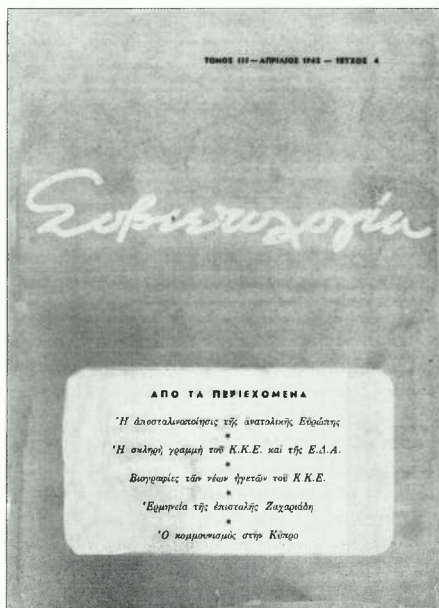 ΤΟΜΟΣ ΙΙΙ — ΑΠΡΙΛΙΟΣ 1962 — ΤΕΥΧΟΣ 4
Σοβιετολογία
ΑΠΟ ΤΑ ΠΕΡΙΕΧΟΜΕΝΑ
Ἡ ἀποσταλινοποίησις τῆς ἀνατολικῆς Εὐρώπης
*
Ἡ σκληρὴ γραμμὴ τοῦ Κ.Κ.Ε. καὶ τῆς Ε.Δ.Α.
*
Βιογραφίες τῶν νέων ἡγετῶν τοῦ Κ.Κ.Ε.
*
Ἑρμηνεία τῆς ἐπιστολῆς Ζαχαριάδη
*
Ὁ κομμουνισμὸς στὴν Κύπρο